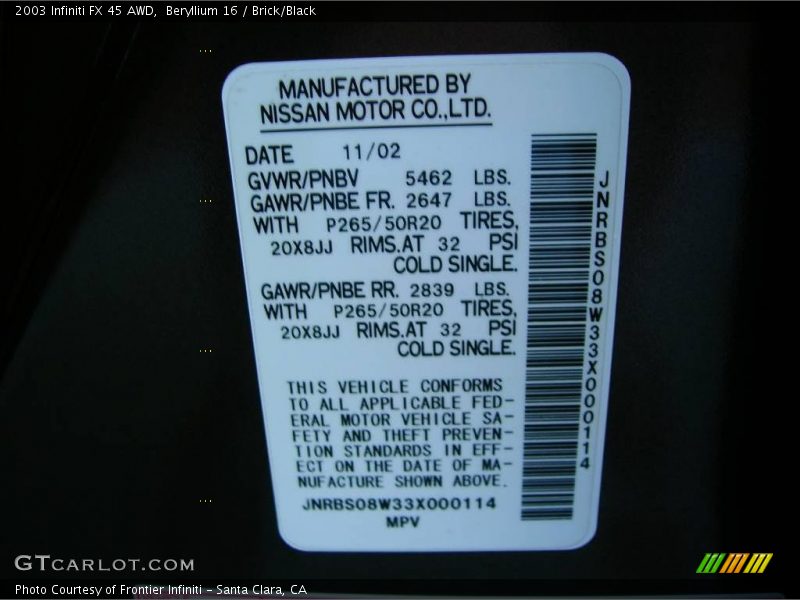 2003 Infiniti FX 45 AWD, Beryllium 16 / Brick/Black
MANUFACTURED BY
NISSAN MOTOR CO.,LTD.
DATE 11/02
GVWR/PNBV 5462 LBS.
GAWR/PNBE FR. 2647 LBS.
WITH P265/50R20 TIRES,
20X8JJ RIMS.AT 32 PSI
COLD SINGLE.
GAWR/PNBE RR. 2839 LBS.
WITH P265/50R20 TIRES,
20X8JJ RIMS.AT 32 PSI
COLD SINGLE.
THIS VEHICLE CONFORMS
TO ALL APPLICABLE FED-
ERAL MOTOR VEHICLE SA-
FETY AND THEFT PREVEN-
TION STANDARDS IN EFF-
ECT ON THE DATE OF MA-
NUFACTURE SHOWN ABOVE.
JNRBS08W33X000114
MPV
JNRBS08W33X000114
GTcarlot.com
Photo Courtesy of Frontier Infiniti - Santa Clara, CA